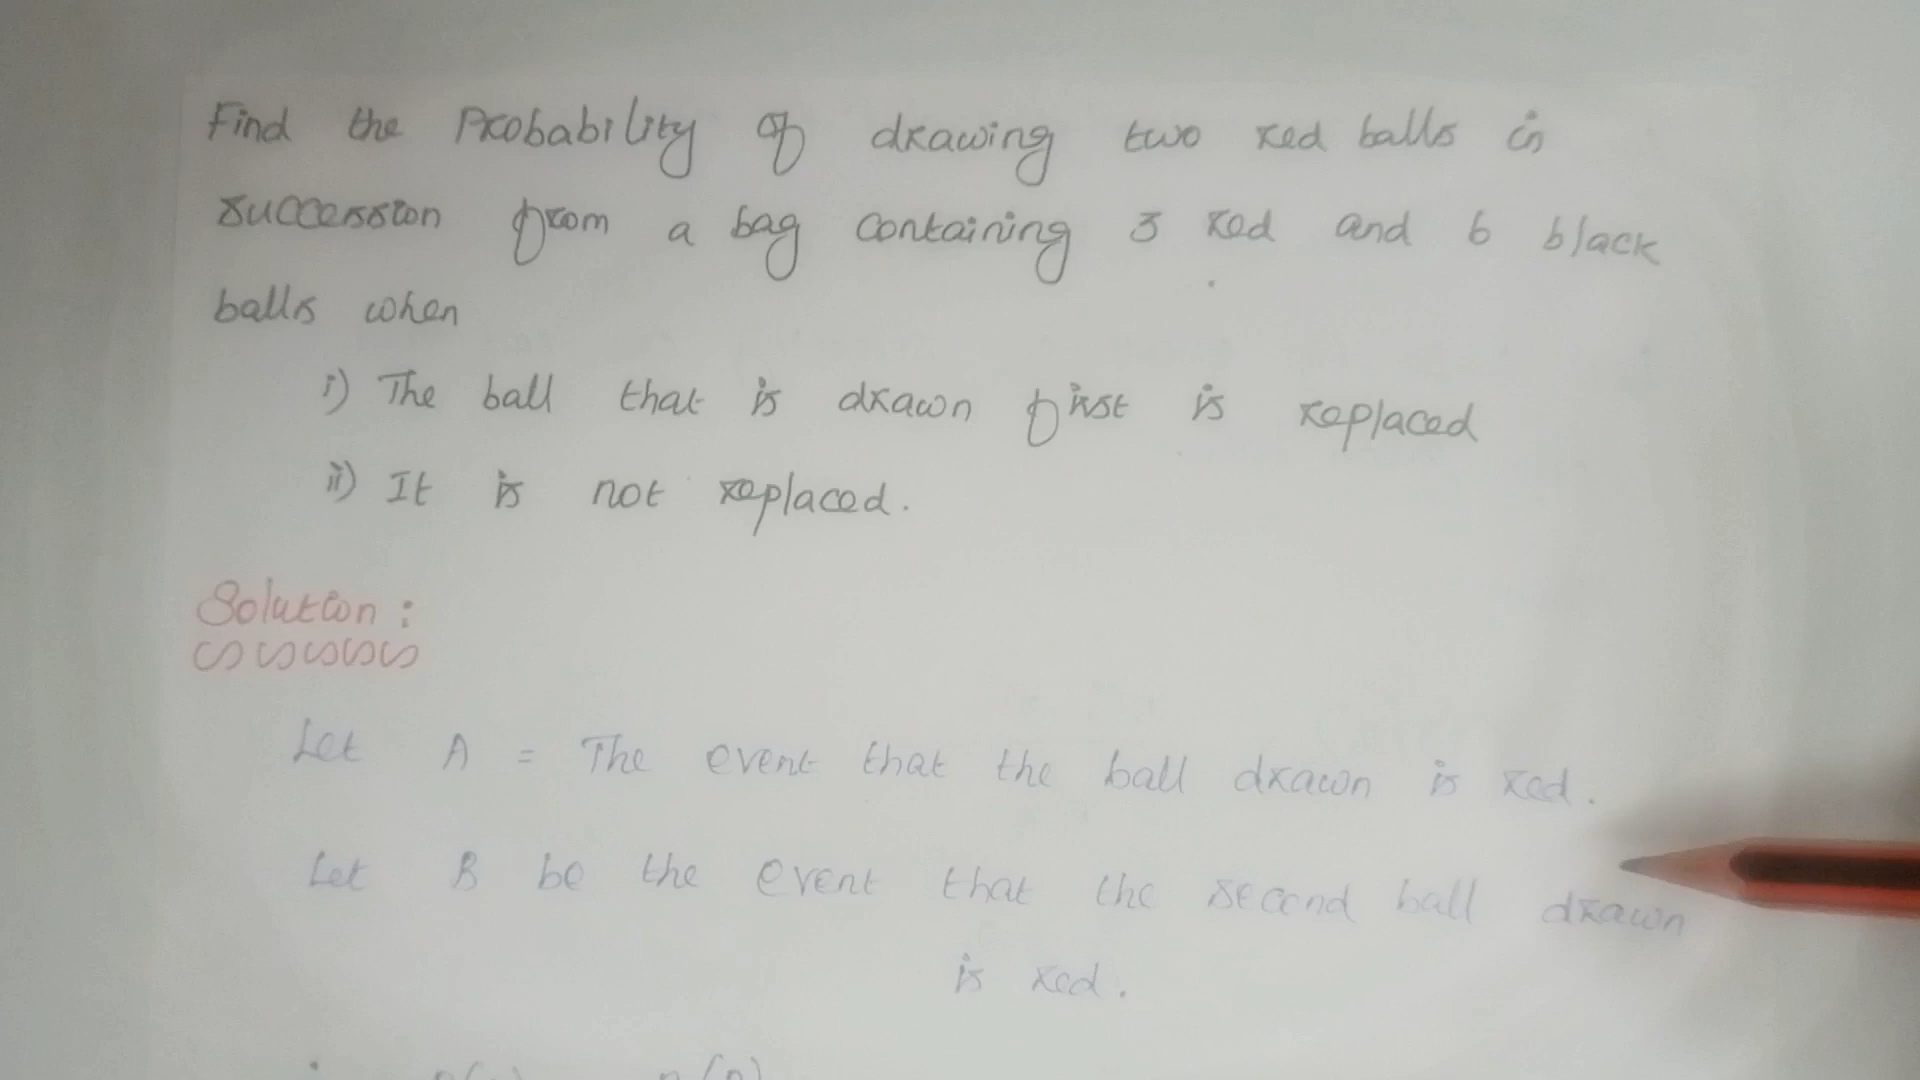 Find the Probability of drawing two red balls in
succession from a bag containing 3 red and 6 black
balls when
i) The ball that is drawn first is replaced
ii) It is not replaced.
Solution :
Let A = The event that the ball drawn is red.
Let B be the event that the second ball drawn
is red.